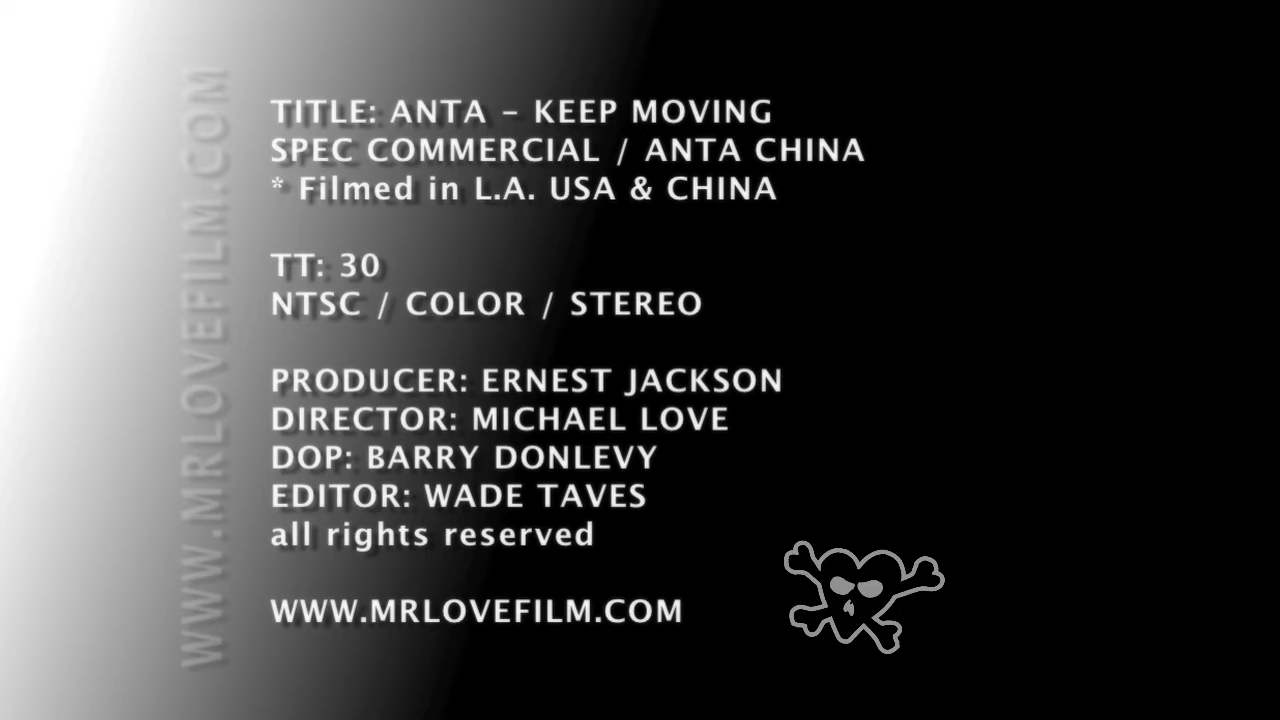 WWW.MRLOVEFILM.COM
TITLE: ANTA – KEEP MOVING
SPEC COMMERCIAL / ANTA CHINA
* Filmed in L.A. USA & CHINA
TT: 30
NTSC / COLOR / STEREO
PRODUCER: ERNEST JACKSON
DIRECTOR: MICHAEL LOVE
DOP: BARRY DONLEVY
EDITOR: WADE TAVES
all rights reserved
WWW.MRLOVEFILM.COM